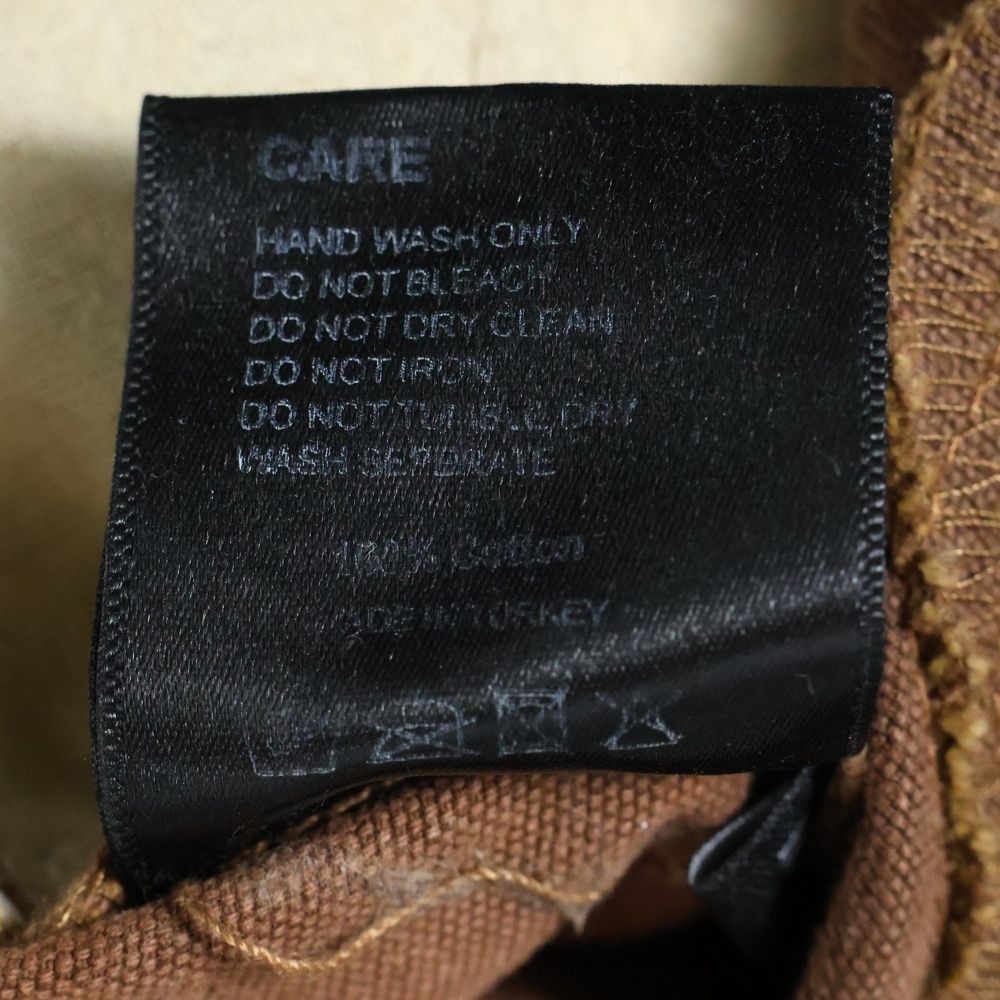 CARE
HAND WASH ONLY
DO NOT BLEACH
DO NOT DRY CLEAN
DO NOT IRON
DO NOT TUMBLE DRY
WASH SEPERATE
100% Cotton
MADE IN TURKEY